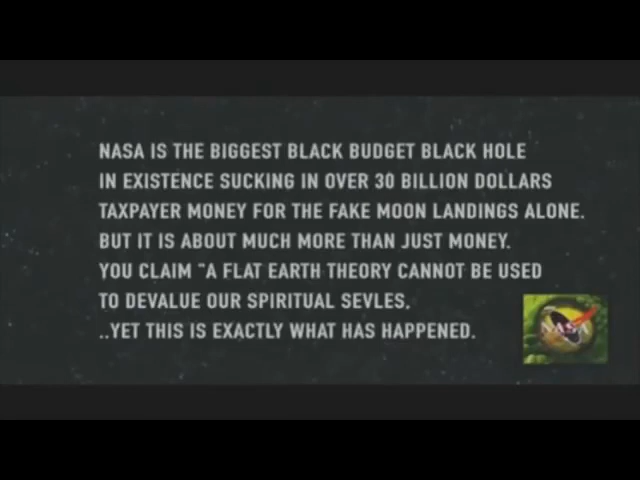 NASA IS THE BIGGEST BLACK BUDGET BLACK HOLE
IN EXISTENCE SUCKING IN OVER 30 BILLION DOLLARS
TAXPAYER MONEY FOR THE FAKE MOON LANDINGS ALONE.
BUT IT IS ABOUT MUCH MORE THAN JUST MONEY.
YOU CLAIM "A FLAT EARTH THEORY CANNOT BE USED
TO DEVALUE OUR SPIRITUAL SEVLES,
..YET THIS IS EXACTLY WHAT HAS HAPPENED.
NASA